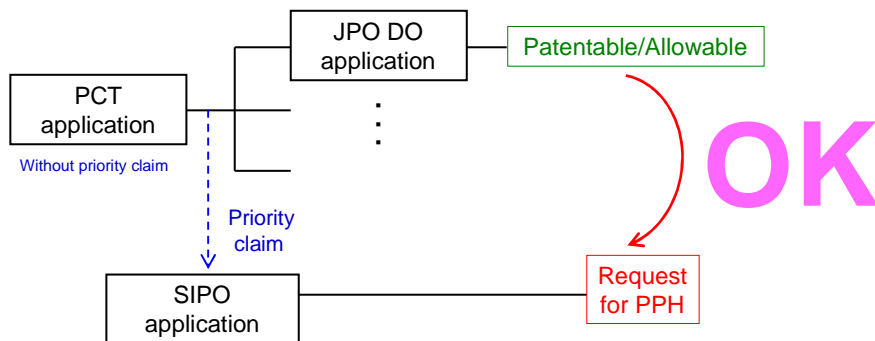 JPO DO
application
Patentable/Allowable
PCT
application
Without priority claim
OK
Priority
claim
SIPO
application
Request
for PPH